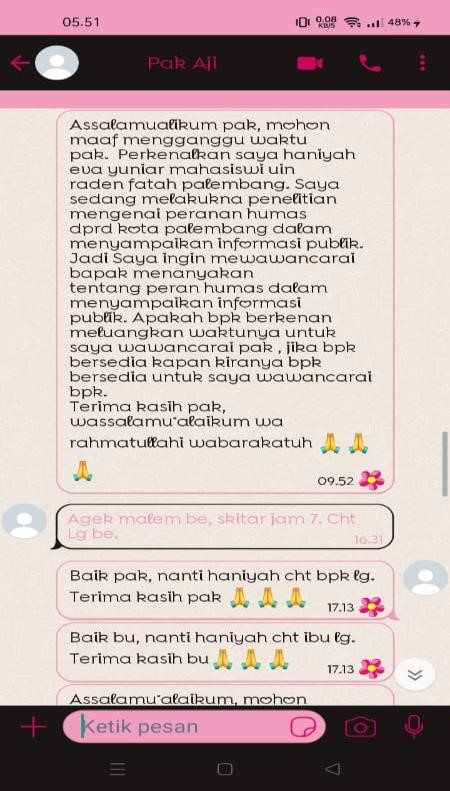 05.51
0.08 KB/S
48%
Pak Aji
Assalamualikum pak, mohon
maaf mengganggu waktu
pak. Perkenalkan saya haniyah
eva yuniar mahasiswi uin
raden fatah palembang. Saya
sedang melakukna penelitian
mengenai peranan humas
dprd kota palembang dalam
menyampaikan informasi publik.
Jadi Saya ingin mewawancarai
bapak menanyakan
tentang peran humas dalam
menyampaikan informasi
publik. Apakah bpk berkenan
meluangkan waktunya untuk
saya wawancarai pak , jika bpk
bersedia kapan kiranya bpk
bersedia untuk saya wawancarai
bpk.
Terima kasih pak,
wassalamu'alaikum wa
rahmatullahi wabarakatuh 🙏🙏
🙏
09.52
Agek malem be, skitar jam 7. Cht
Lg be.
16.31
Baik pak, nanti haniyah cht bpk lg.
Terima kasih pak 🙏🙏🙏
17.13
Baik bu, nanti haniyah cht ibu lg.
Terima kasih bu🙏🙏🙏
17.13
Assalamu'alaikum, mohon
Ketik pesan